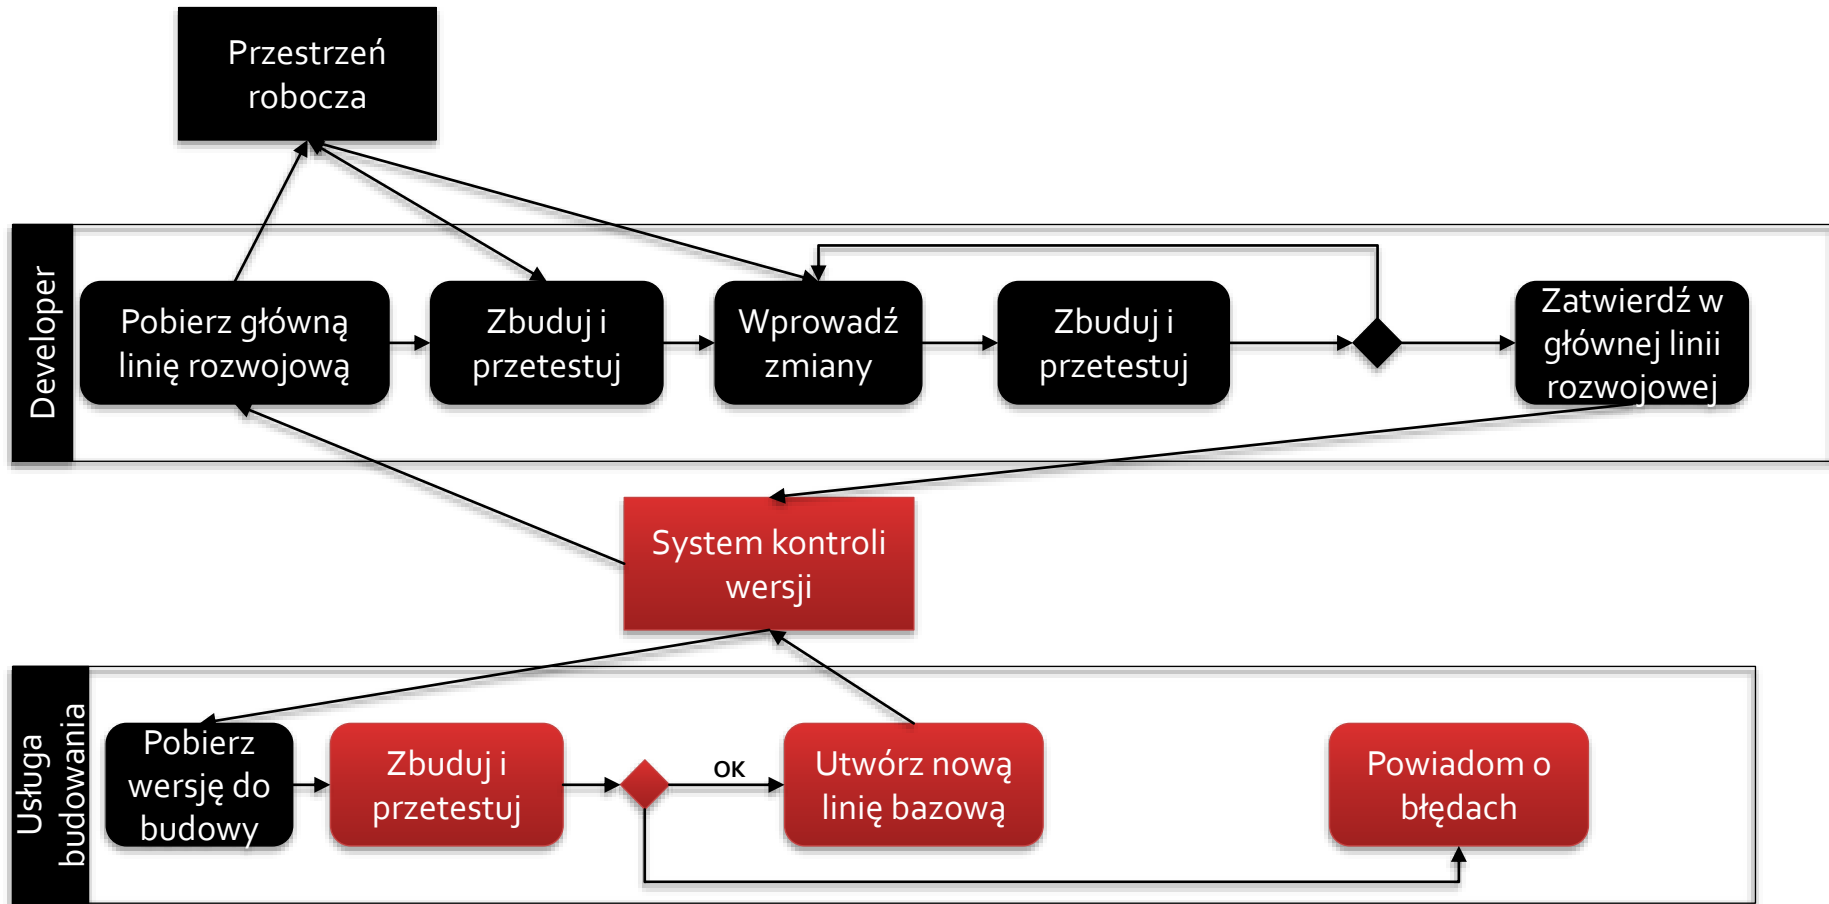 Przestrzeń
robocza
Developer
Pobierz główną
linię rozwojową
Zbuduj i
przetestuj
Wprowadź
zmiany
Zbuduj i
przetestuj
Zatwierdź w
głównej linii
rozwojowej
System kontroli
wersji
Usługa
budowania
Pobierz
wersję do
budowy
Zbuduj i
przetestuj
OK
Utwórz nową
linię bazową
Powiadom o
błędach